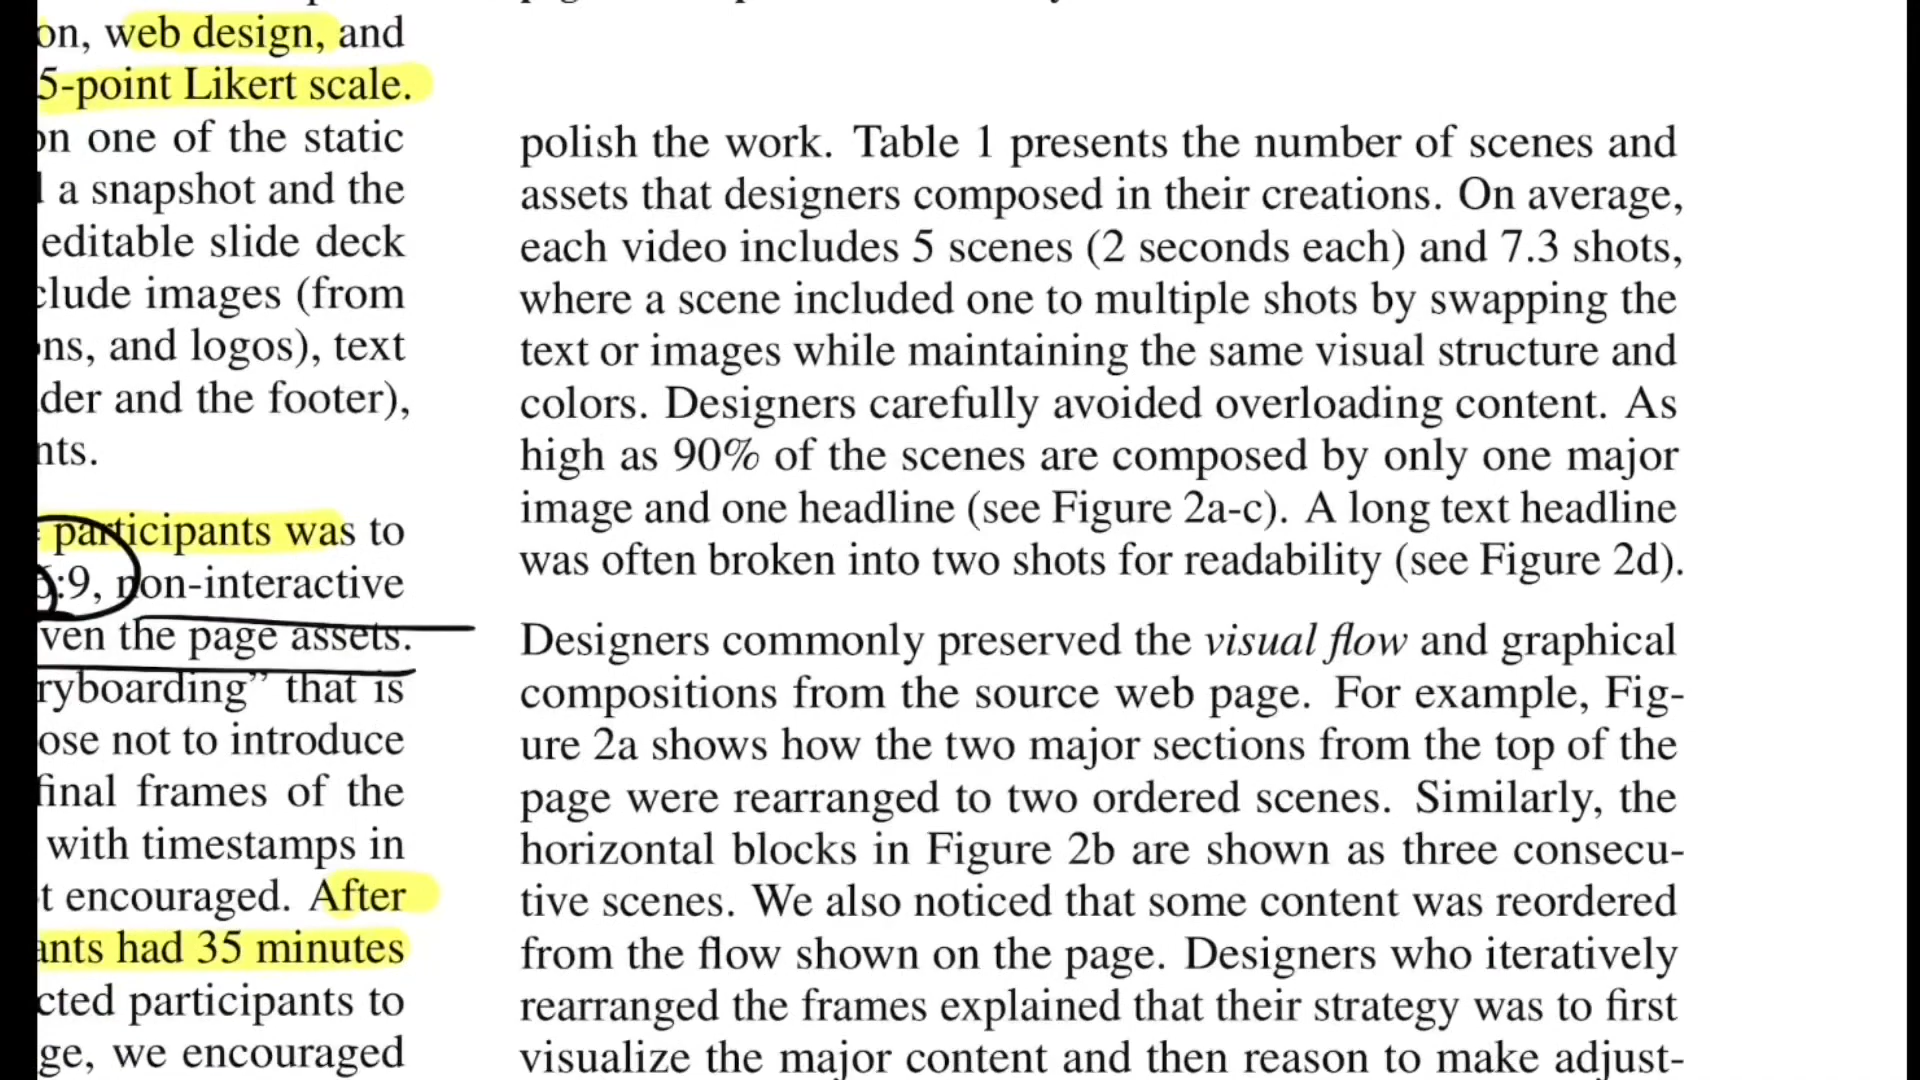 on, web design, and
5-point Likert scale.
on one of the static
a snapshot and the
editable slide deck
clude images (from
ns, and logos), text
der and the footer),
nts.
participants was to
:9, non-interactive
ven the page assets.
ryboarding” that is
ose not to introduce
final frames of the
with timestamps in
t encouraged. After
ants had 35 minutes
cted participants to
ge, we encouraged
polish the work. Table 1 presents the number of scenes and
assets that designers composed in their creations. On average,
each video includes 5 scenes (2 seconds each) and 7.3 shots,
where a scene included one to multiple shots by swapping the
text or images while maintaining the same visual structure and
colors. Designers carefully avoided overloading content. As
high as 90% of the scenes are composed by only one major
image and one headline (see Figure 2a-c). A long text headline
was often broken into two shots for readability (see Figure 2d).
Designers commonly preserved the visual flow and graphical
compositions from the source web page. For example, Fig-
ure 2a shows how the two major sections from the top of the
page were rearranged to two ordered scenes. Similarly, the
horizontal blocks in Figure 2b are shown as three consecu-
tive scenes. We also noticed that some content was reordered
from the flow shown on the page. Designers who iteratively
rearranged the frames explained that their strategy was to first
visualize the major content and then reason to make adjust-